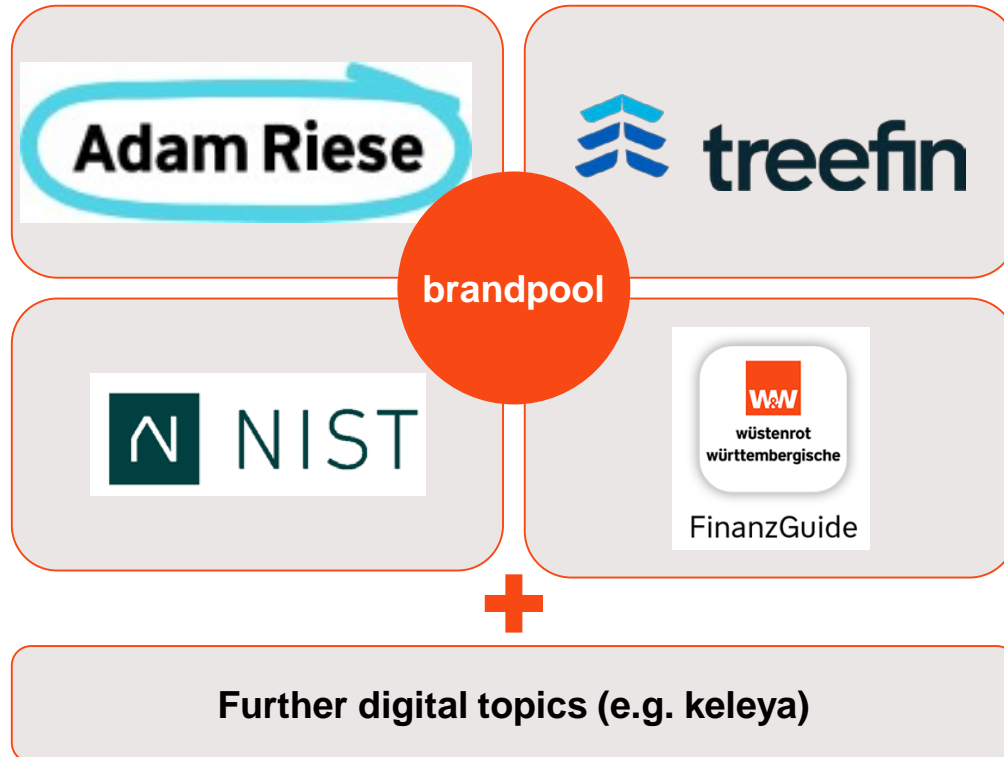 Adam Riese
treefin
brandpool
N NIST
W&W
wüstenrot
württembergische
FinanzGuide
+
Further digital topics (e.g. keleya)